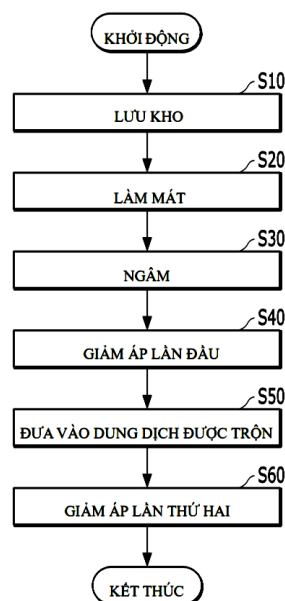 KHỞI ĐỘNG
S10
LƯU KHO
S20
LÀM MÁT
S30
NGÂM
S40
GIẢM ÁP LẦN ĐẦU
S50
ĐƯA VÀO DUNG DỊCH ĐƯỢC TRỘN
S60
GIẢM ÁP LẦN THỨ HAI
KẾT THÚC